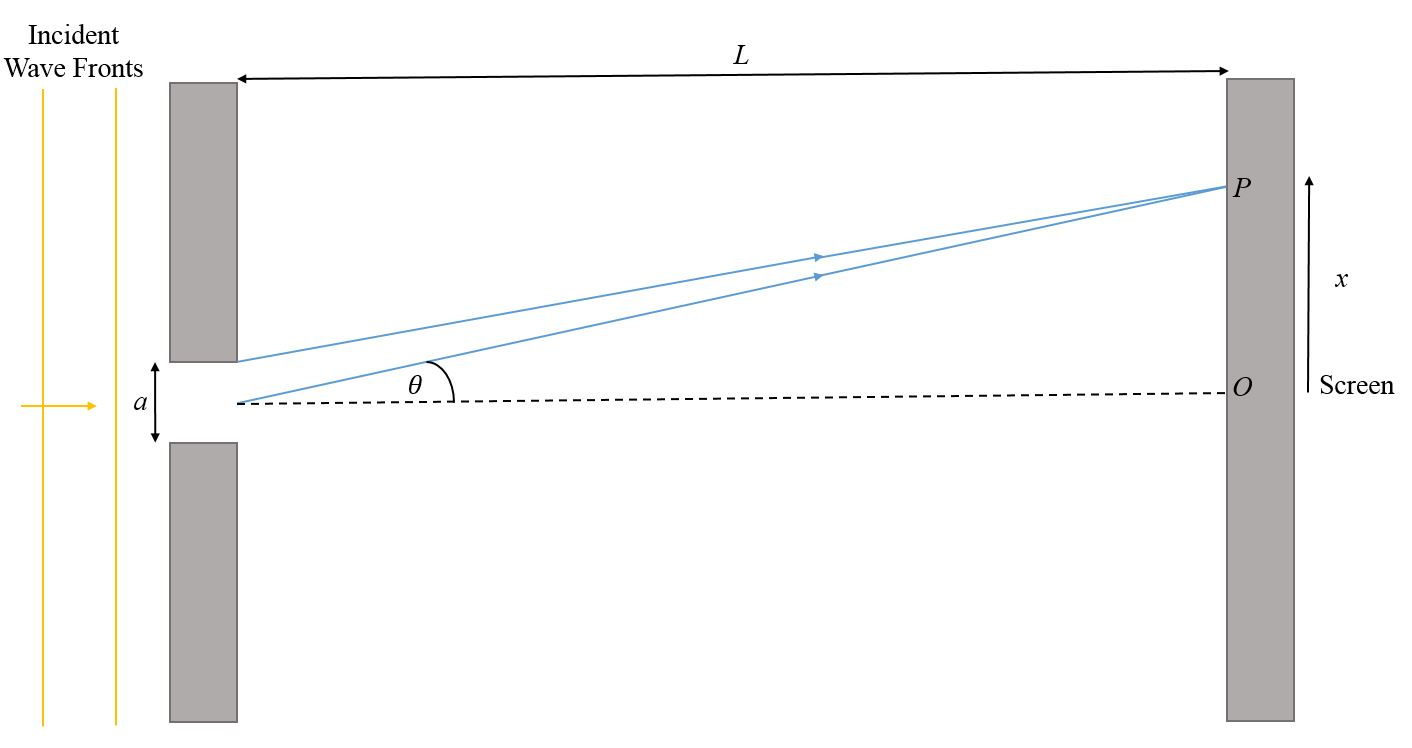 Incident
Wave Fronts
L
P
x
a
θ
O
Screen